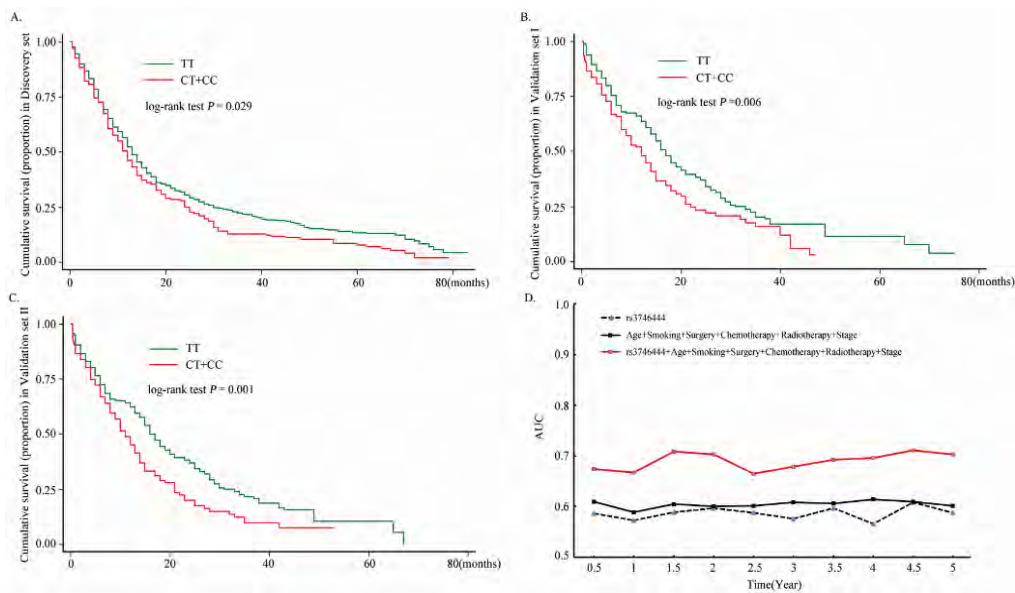 A.
Cumulative survival (proportion) in Discovery set
1.00
0.75
0.50
0.25
0.00
TT
CT+CC
log-rank test P = 0.029
0
20
40
60
80(months)
B.
Cumulative survival (proportion) in Validation set I
1.00
0.75
0.50
0.25
0.00
TT
CT+CC
log-rank test P =0.006
0
20
40
60
80(months)
C.
Cumulative survival (proportion) in Validation set II
1.00
0.75
0.50
0.25
0.00
TT
CT+CC
log-rank test P = 0.001
0
20
40
60
80(months)
D.
AUC
1.0
0.9
0.8
0.7
0.6
0.5
rs3746444
Age+Smoking+Surgery+Chemotherapy+Radiotherapy+Stage
rs3746444+Age+Smoking+Surgery+Chemotherapy+Radiotherapy+Stage
0.5
1
1.5
2
2.5
3
3.5
4
4.5
5
Time(Year)